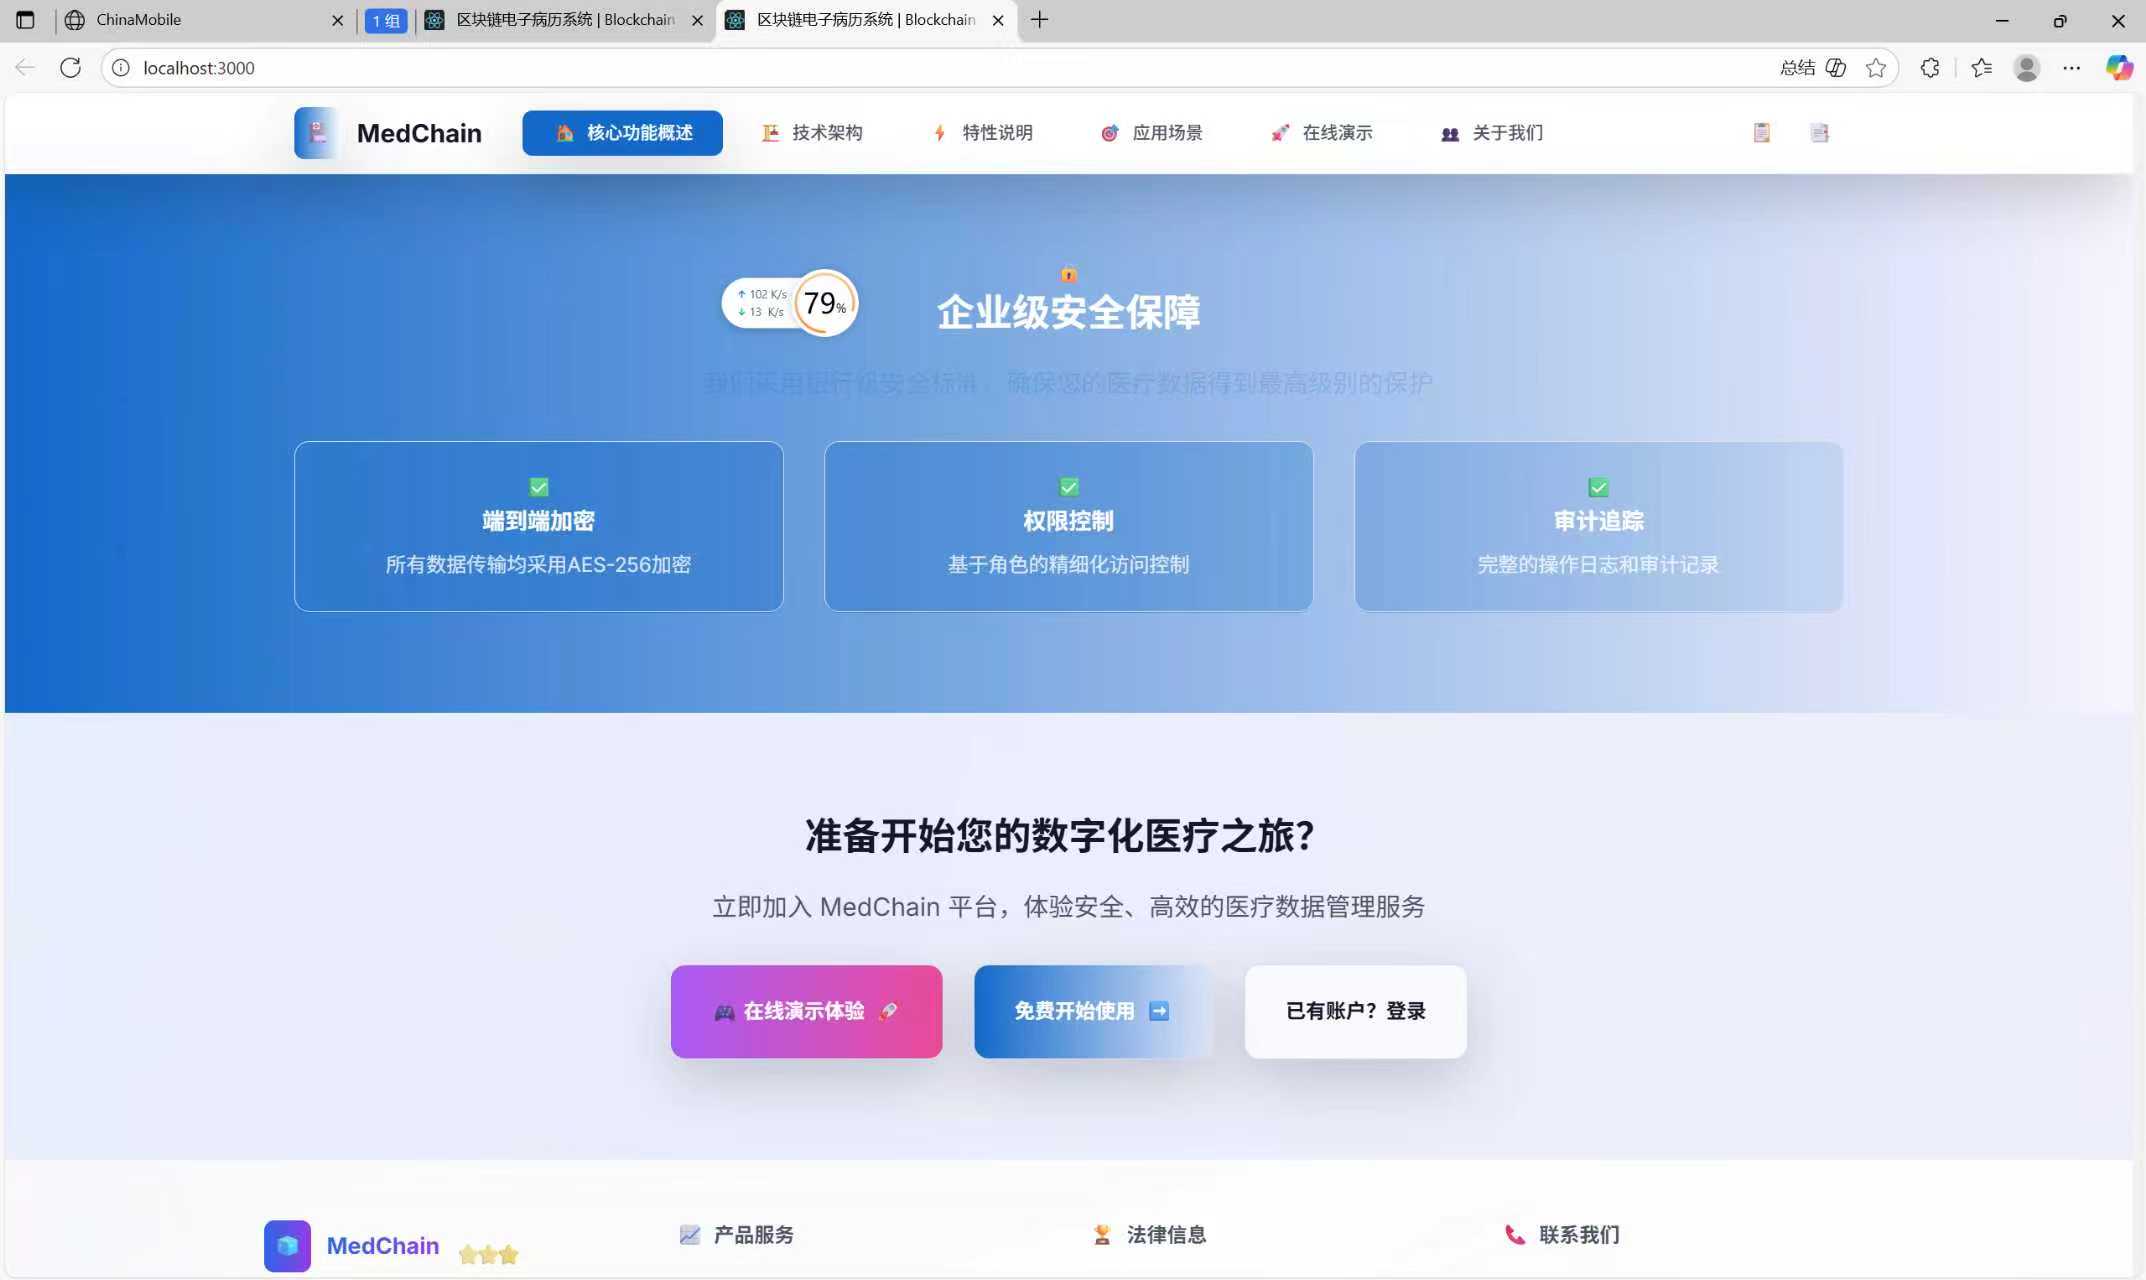 ChinaMobile
1 组
区块链电子病历系统 | Blockchain
区块链电子病历系统 | Blockchain
localhost:3000
总结
MedChain
核心功能概述
技术架构
特性说明
应用场景
在线演示
关于我们
↑ 102 K/s
↓ 13 K/s
79%
企业级安全保障
我们采用银行级安全标准，确保您的医疗数据得到最高级别的保护
端到端加密
所有数据传输均采用AES-256加密
权限控制
基于角色的精细化访问控制
审计追踪
完整的操作日志和审计记录
准备开始您的数字化医疗之旅？
立即加入 MedChain 平台，体验安全、高效的医疗数据管理服务
在线演示体验
免费开始使用
已有账户？登录
MedChain
产品服务
法律信息
联系我们